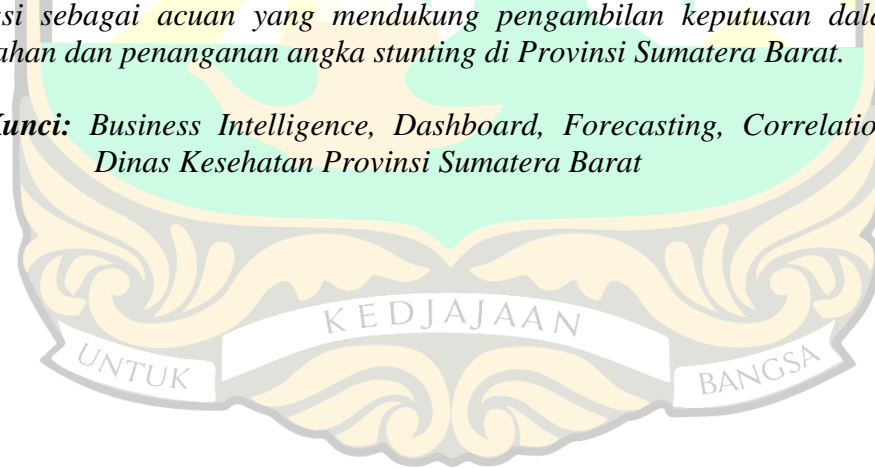 si sebagai acuan yang mendukung pengambilan keputusan dala
ahan dan penanganan angka stunting di Provinsi Sumatera Barat.
Kunci: Business Intelligence, Dashboard, Forecasting, Correlatio
Dinas Kesehatan Provinsi Sumatera Barat
KEDJAJAAN
UNTUK
BANGSA